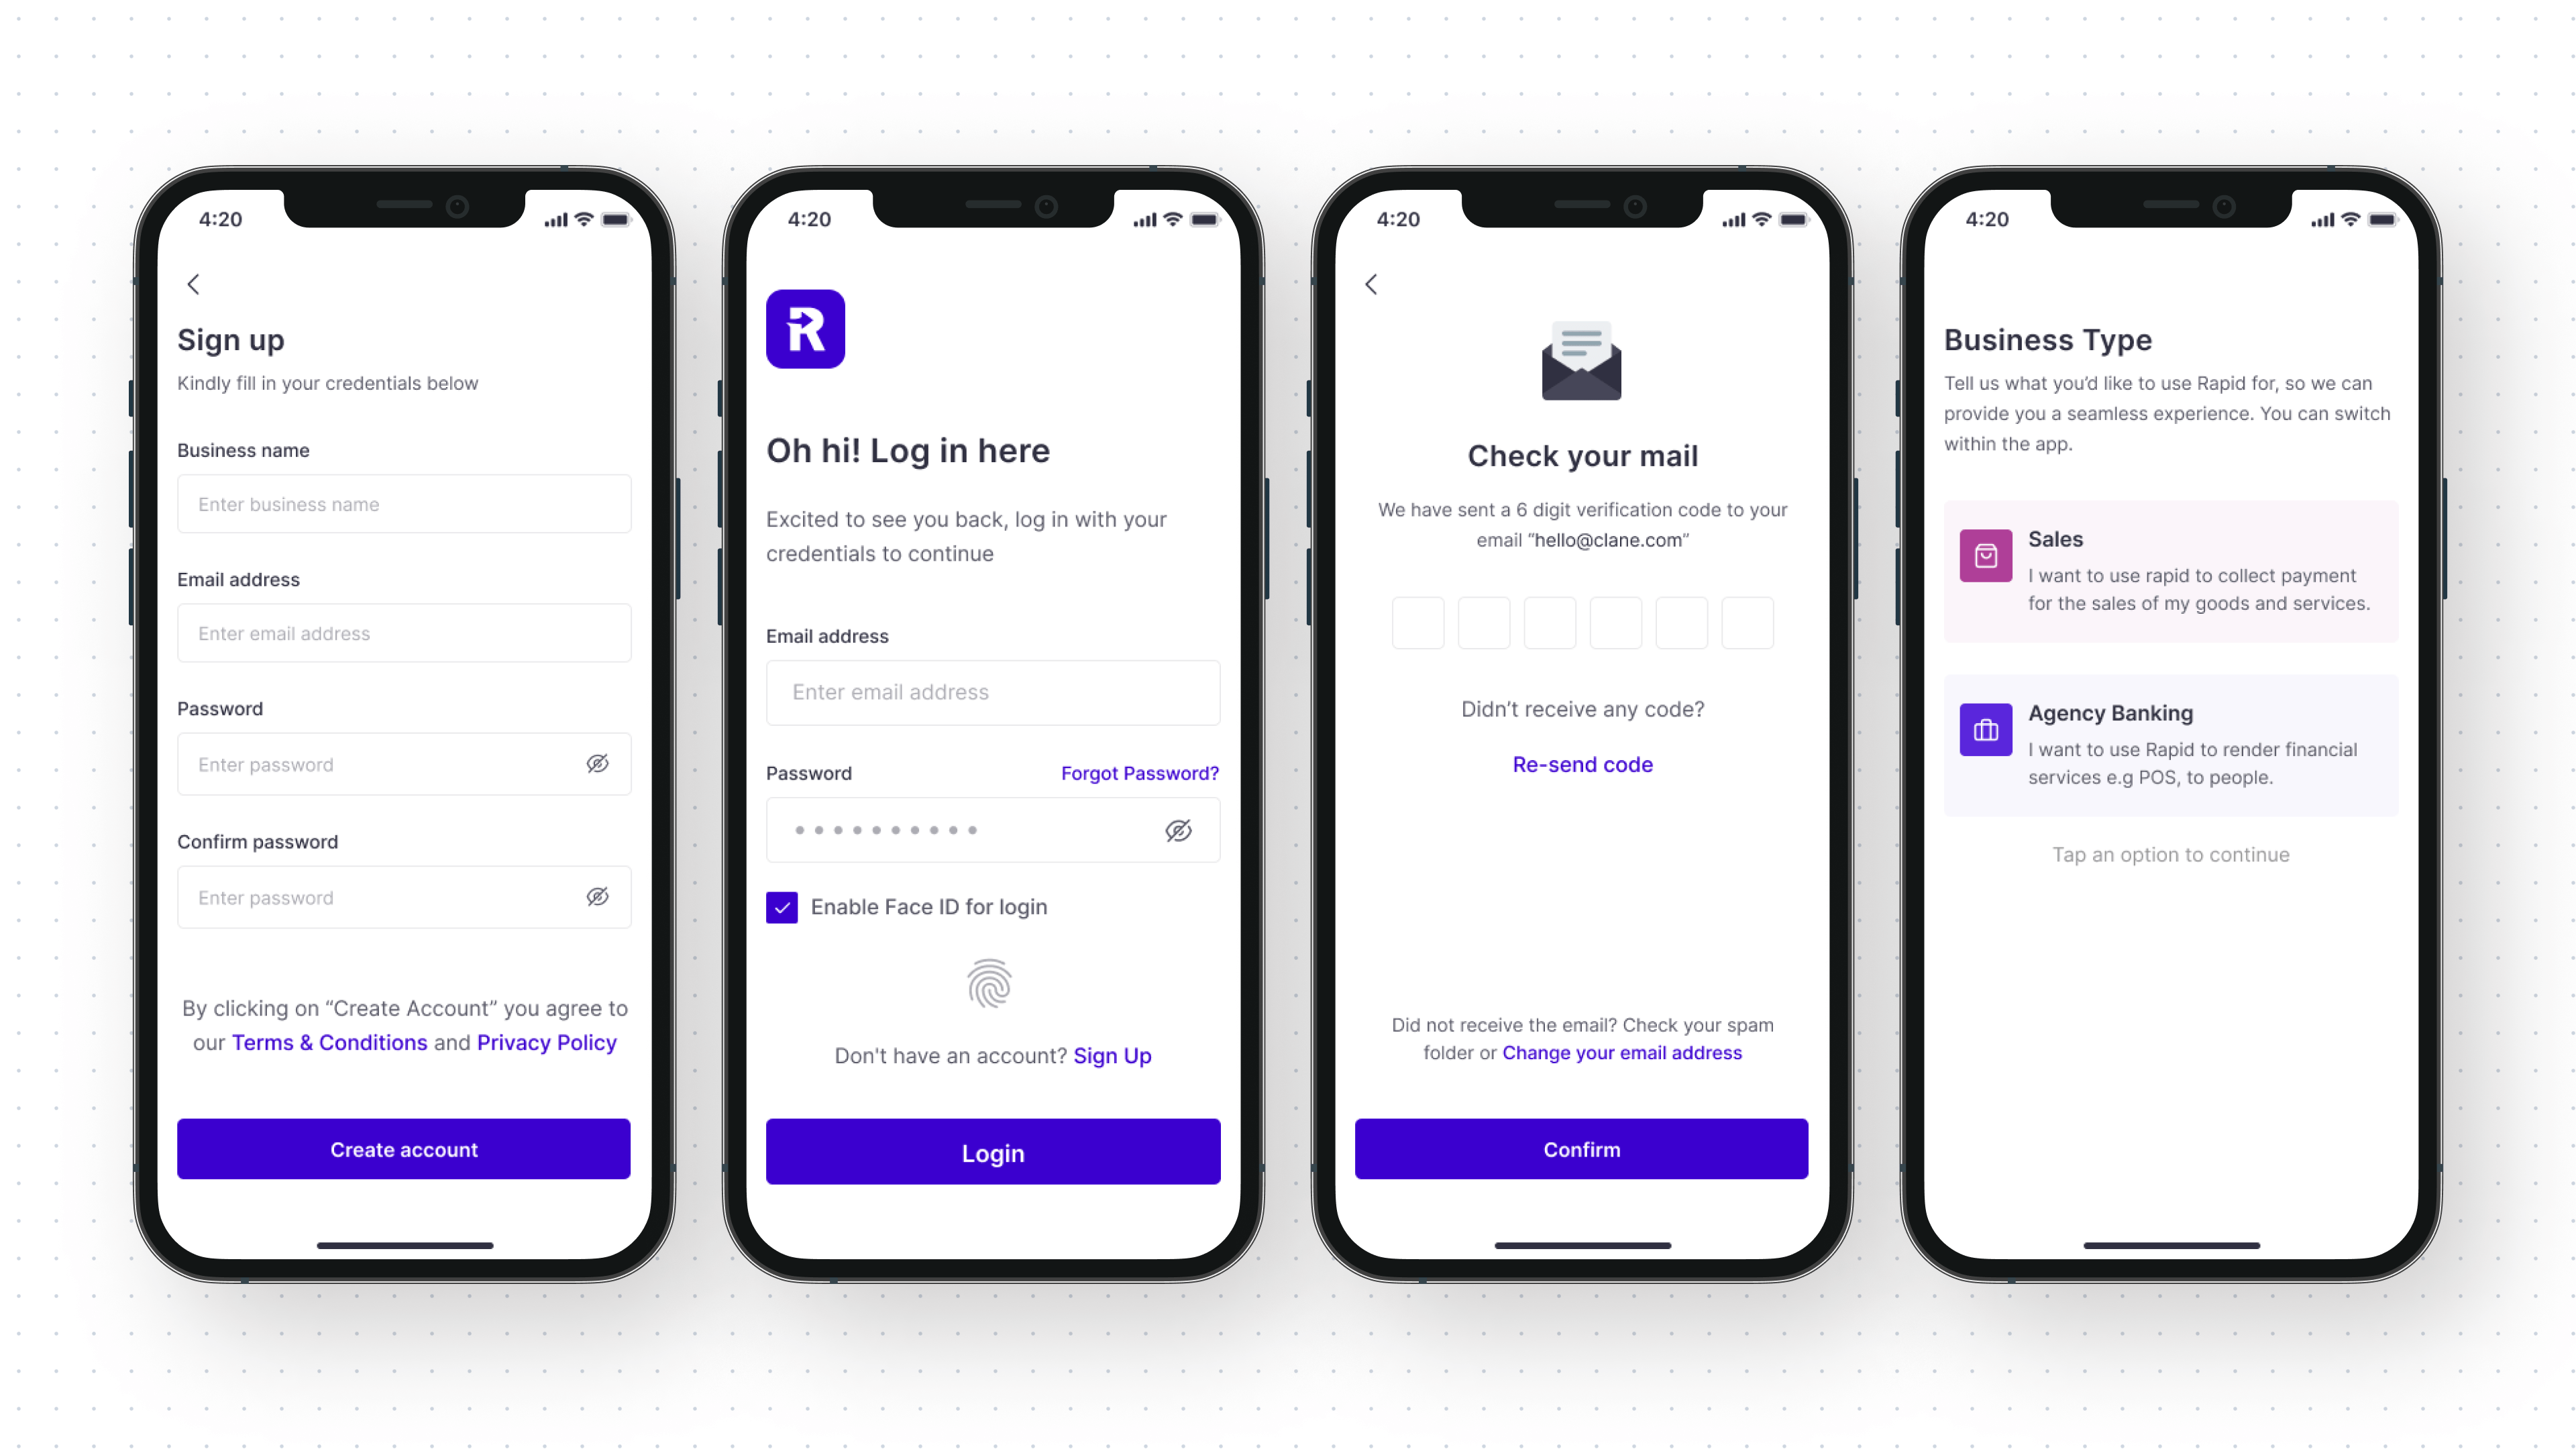 4:20
Sign up
Kindly fill in your credentials below
Business name
Enter business name
Email address
Enter email address
Password
Enter password
Confirm password
Enter password
By clicking on “Create Account” you agree to
our Terms & Conditions and Privacy Policy
Create account
4:20
R
Oh hi! Log in here
Excited to see you back, log in with your
credentials to continue
Email address
Enter email address
Password
Forgot Password?
Enable Face ID for login
Don't have an account? Sign Up
Login
4:20
Check your mail
We have sent a 6 digit verification code to your
email “hello@clane.com”
Didn’t receive any code?
Re-send code
Did not receive the email? Check your spam
folder or Change your email address
Confirm
4:20
Business Type
Tell us what you’d like to use Rapid for, so we can
provide you a seamless experience. You can switch
within the app.
Sales
I want to use rapid to collect payment
for the sales of my goods and services.
Agency Banking
I want to use Rapid to render financial
services e.g POS, to people.
Tap an option to continue